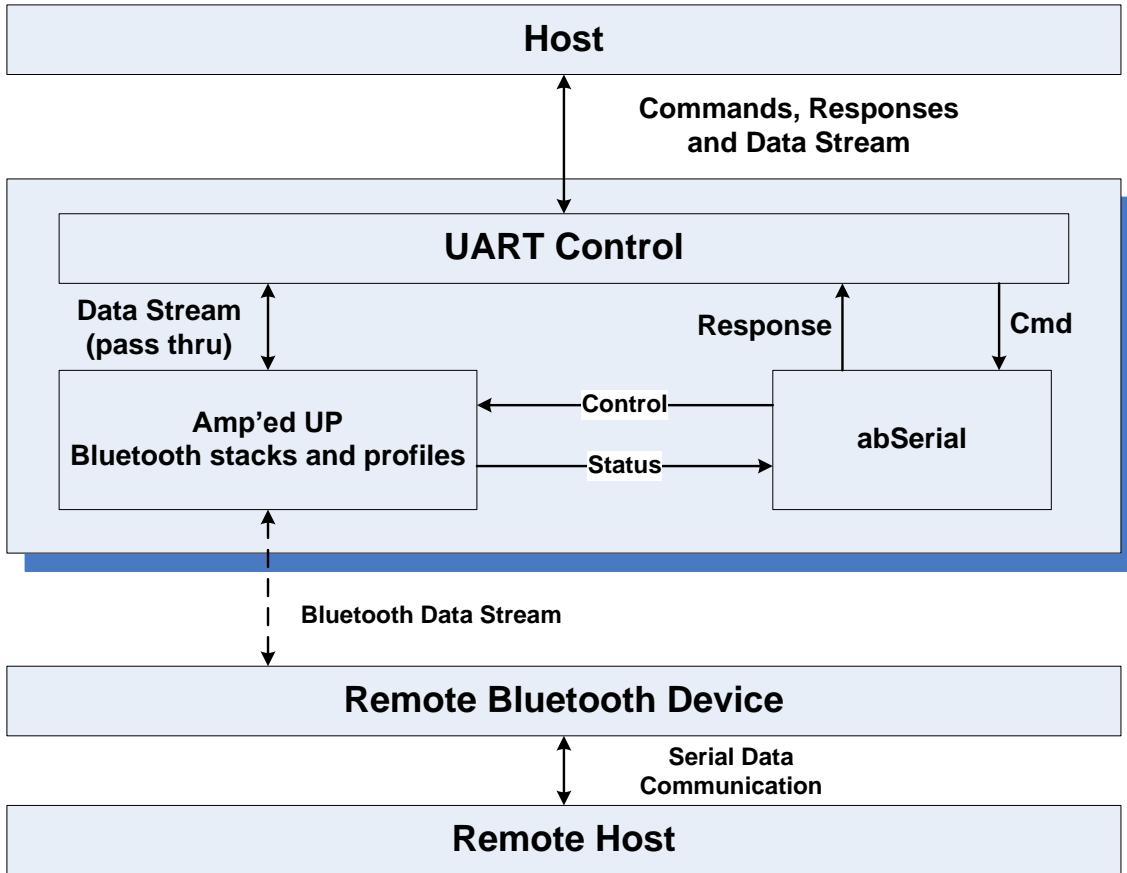 Host
Commands, Responses
and Data Stream
UART Control
Data Stream
(pass thru)
Response
Cmd
Amp’ed UP
Bluetooth stacks and profiles
Control
Status
abSerial
Bluetooth Data Stream
Remote Bluetooth Device
Serial Data
Communication
Remote Host